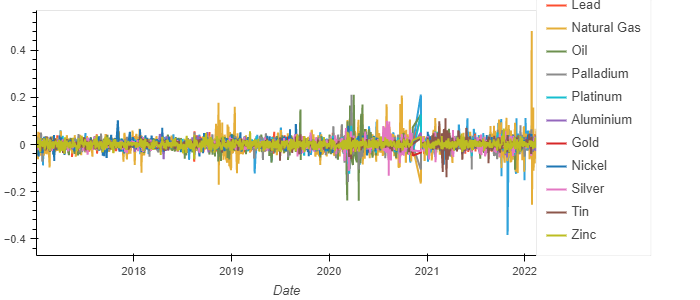 Lead
Natural Gas
Oil
Palladium
Platinum
Aluminium
Gold
Nickel
Silver
Tin
Zinc
0.4
0.2
0
−0.2
−0.4
2018
2019
2020
2021
2022
Date